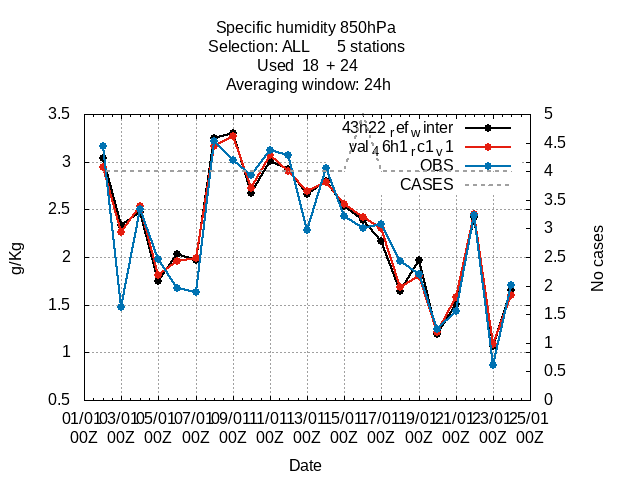 Specific humidity 850hPa
Selection: ALL 5 stations
Used 18 + 24
Averaging window: 24h
43h22_ref_winter
val_16h1_rc1_v1
OBS
CASES
3.5
3
2.5
2
1.5
1
0.5
g/Kg
5
4.5
4
3.5
3
2.5
2
1.5
1
0.5
0
No cases
01/01 03/01 05/01 07/01 09/01 11/01 13/01 15/01 17/01 19/01 21/01 23/01 25/01
00Z 00Z 00Z 00Z 00Z 00Z 00Z 00Z 00Z 00Z 00Z 00Z 00Z
Date